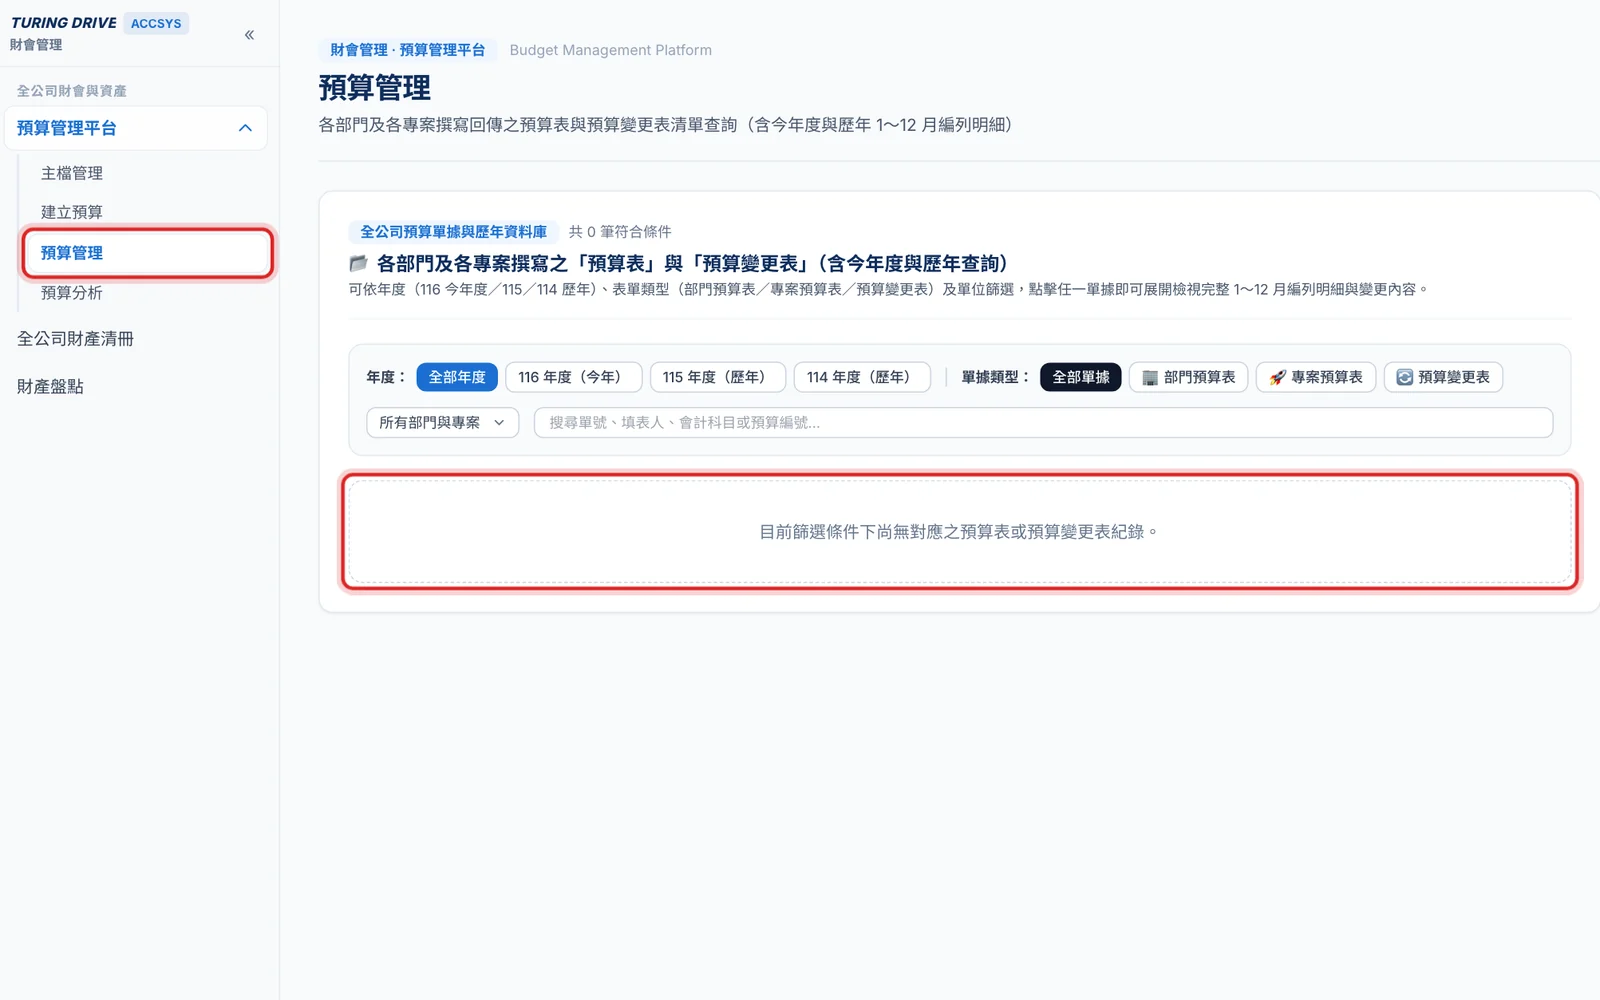 TURING DRIVE ACCSYS
財會管理
全公司財會與資產
預算管理平台
主檔管理
建立預算
預算管理
預算分析
全公司財產清冊
財產盤點
財會管理 · 預算管理平台 Budget Management Platform
預算管理
各部門及各專案撰寫回傳之預算表與預算變更表清單查詢（含今年度與歷年 1～12 月編列明細）
全公司預算單據與歷年資料庫 共 0 筆符合條件
各部門及各專案撰寫之「預算表」與「預算變更表」（含今年度與歷年查詢）
可依年度（116 今年度／115／114 歷年）、表單類型（部門預算表／專案預算表／預算變更表）及單位篩選，點擊任一單據即可展開檢視完整 1～12 月編列明細與變更內容。
年度： 全部年度 116 年度（今年） 115 年度（歷年） 114 年度（歷年） 單據類型： 全部單據 部門預算表 專案預算表 預算變更表
所有部門與專案 搜尋單號、填表人、會計科目或預算編號...
目前篩選條件下尚無對應之預算表或預算變更表紀錄。